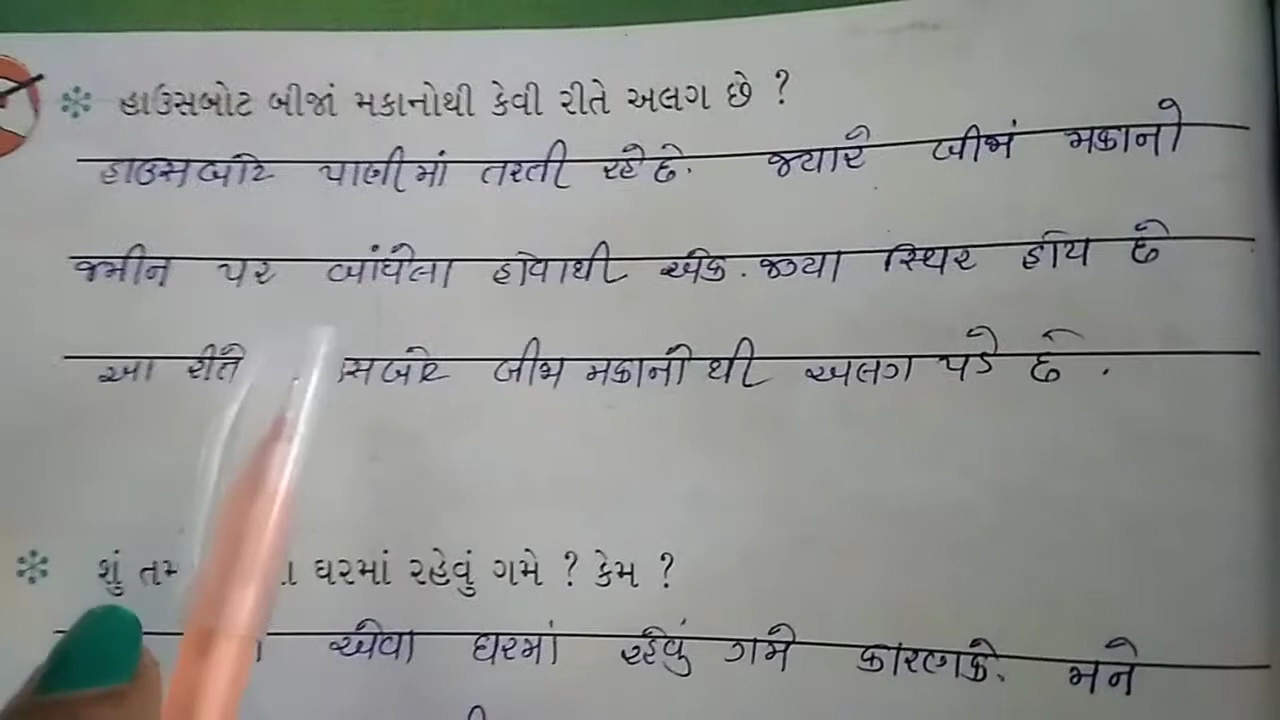 હાઉસબોટ બીજાં મકાનોથી કેવી રીતે અલગ છે ?
હાઉસબોટ પાણીમાં તરતી રહે છે. જ્યારે બીજાં મકાનો
જમીન પર બાંધેલા હોવાથી એક જગ્યા સ્થિર હોય છે
આ રીતે સબોટ બીજા મકાનોથી અલગ પડે છે .
શું તમ ઘરમાં રહેવું ગમે ? કેમ ?
એવા ઘરમાં રહેવું ગમે કારણકે. મને